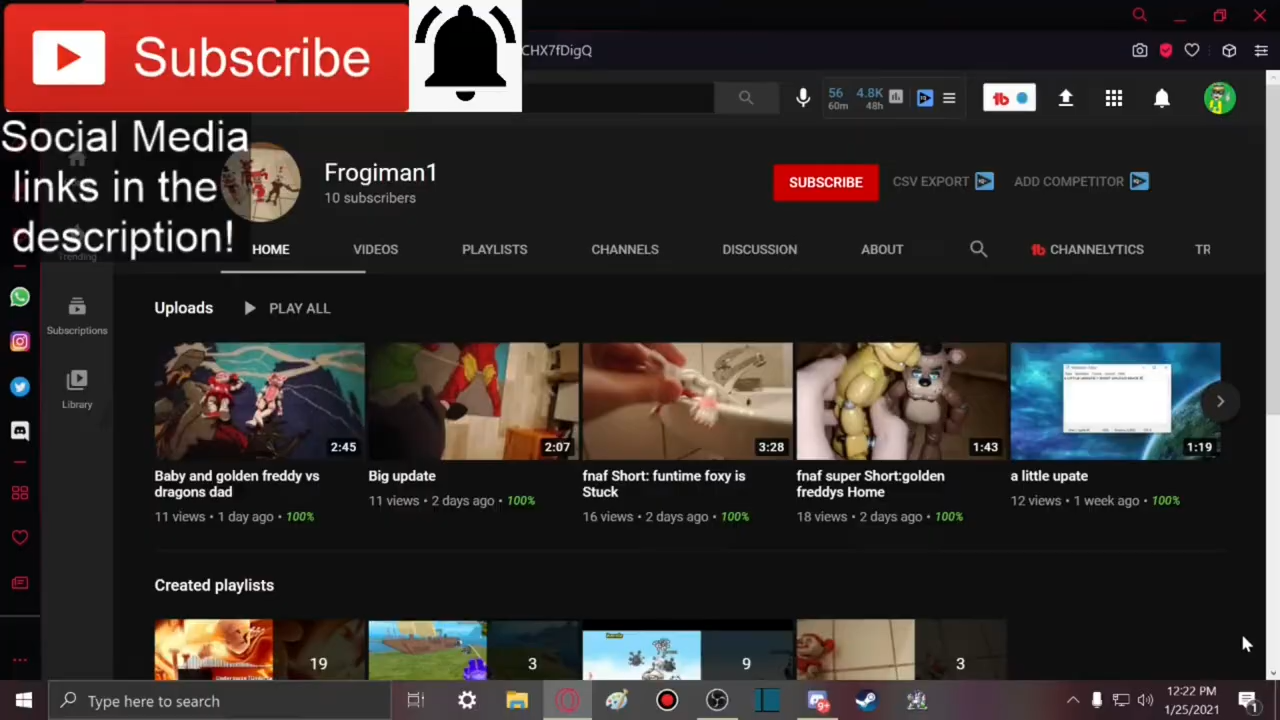 Subscribe
CHX7fDigQ
Social Media
links in the
description!
56
60m
4.8K
48h
tb
Frogiman1
10 subscribers
SUBSCRIBE
CSV EXPORT
ADD COMPETITOR
HOME
VIDEOS
PLAYLISTS
CHANNELS
DISCUSSION
ABOUT
tb CHANNELYTICS
TR
Trending
Subscriptions
Library
Uploads
PLAY ALL
2:45
2:07
3:28
1:43
1:19
Baby and golden freddy vs
dragons dad
11 views • 1 day ago • 100%
Big update
11 views • 2 days ago • 100%
fnaf Short: funtime foxy is
Stuck
16 views • 2 days ago • 100%
fnaf super Short:golden
freddys Home
18 views • 2 days ago • 100%
a little upate
12 views • 1 week ago • 100%
Created playlists
19
3
9
3
Type here to search
9+
12:22 PM
1/25/2021
1